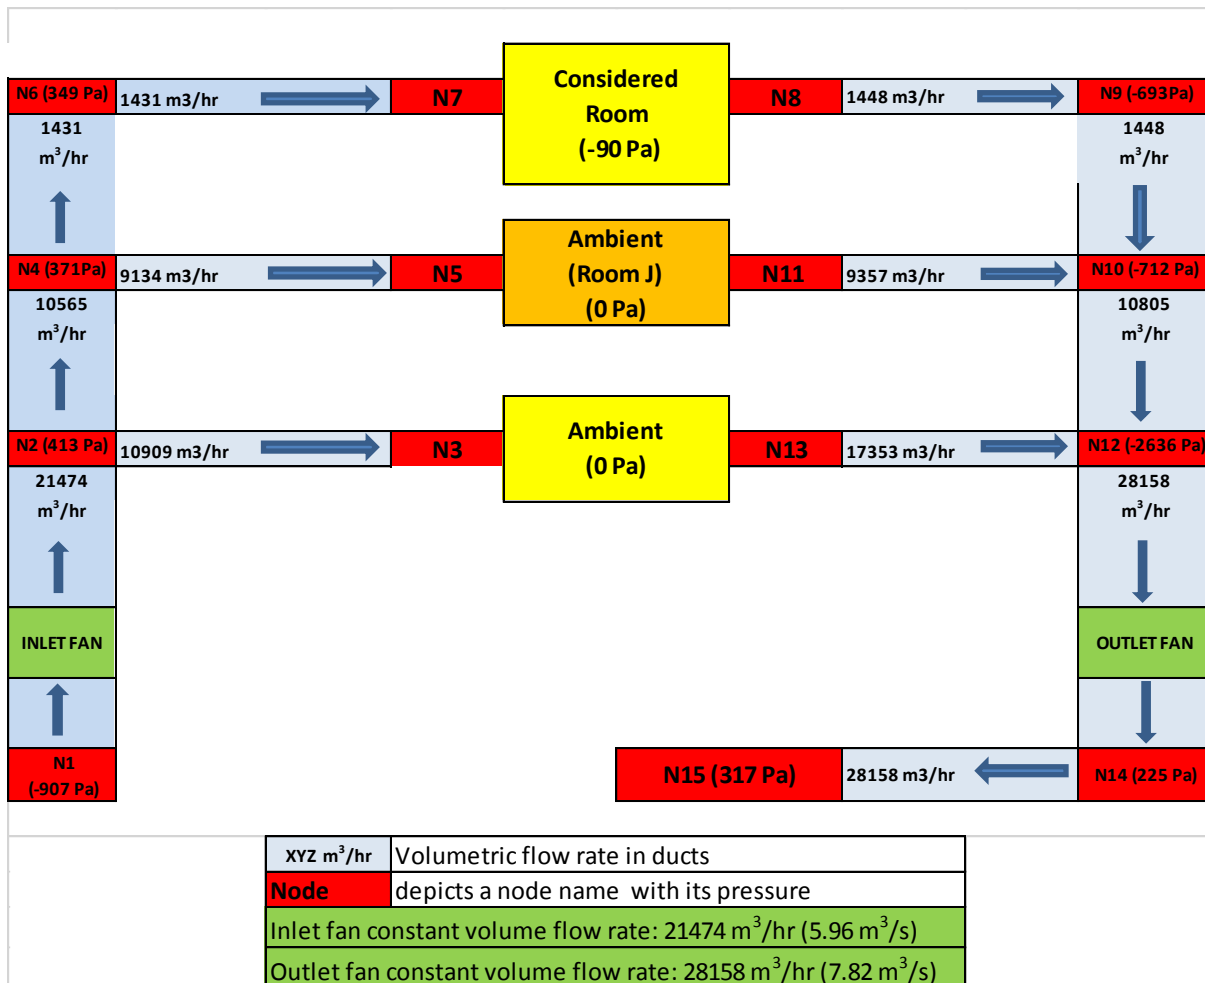 Considered
Room
(-90 Pa)
N6 (349 Pa)
1431 m3/hr
N7
N8
1448 m3/hr
N9 (-693Pa)
1431
m³/hr
1448
m³/hr
Ambient
(Room J)
(0 Pa)
N4 (371Pa)
9134 m3/hr
N5
N11
9357 m3/hr
N10 (-712 Pa)
10565
m³/hr
10805
m³/hr
Ambient
(0 Pa)
N2 (413 Pa)
10909 m3/hr
N3
N13
17353 m3/hr
N12 (-2636 Pa)
21474
m³/hr
28158
m³/hr
INLET FAN
OUTLET FAN
N1
(-907 Pa)
N15 (317 Pa)
28158 m3/hr
N14 (225 Pa)
XYZ m³/hr Volumetric flow rate in ducts
Node depicts a node name with its pressure
Inlet fan constant volume flow rate: 21474 m³/hr (5.96 m³/s)
Outlet fan constant volume flow rate: 28158 m³/hr (7.82 m³/s)